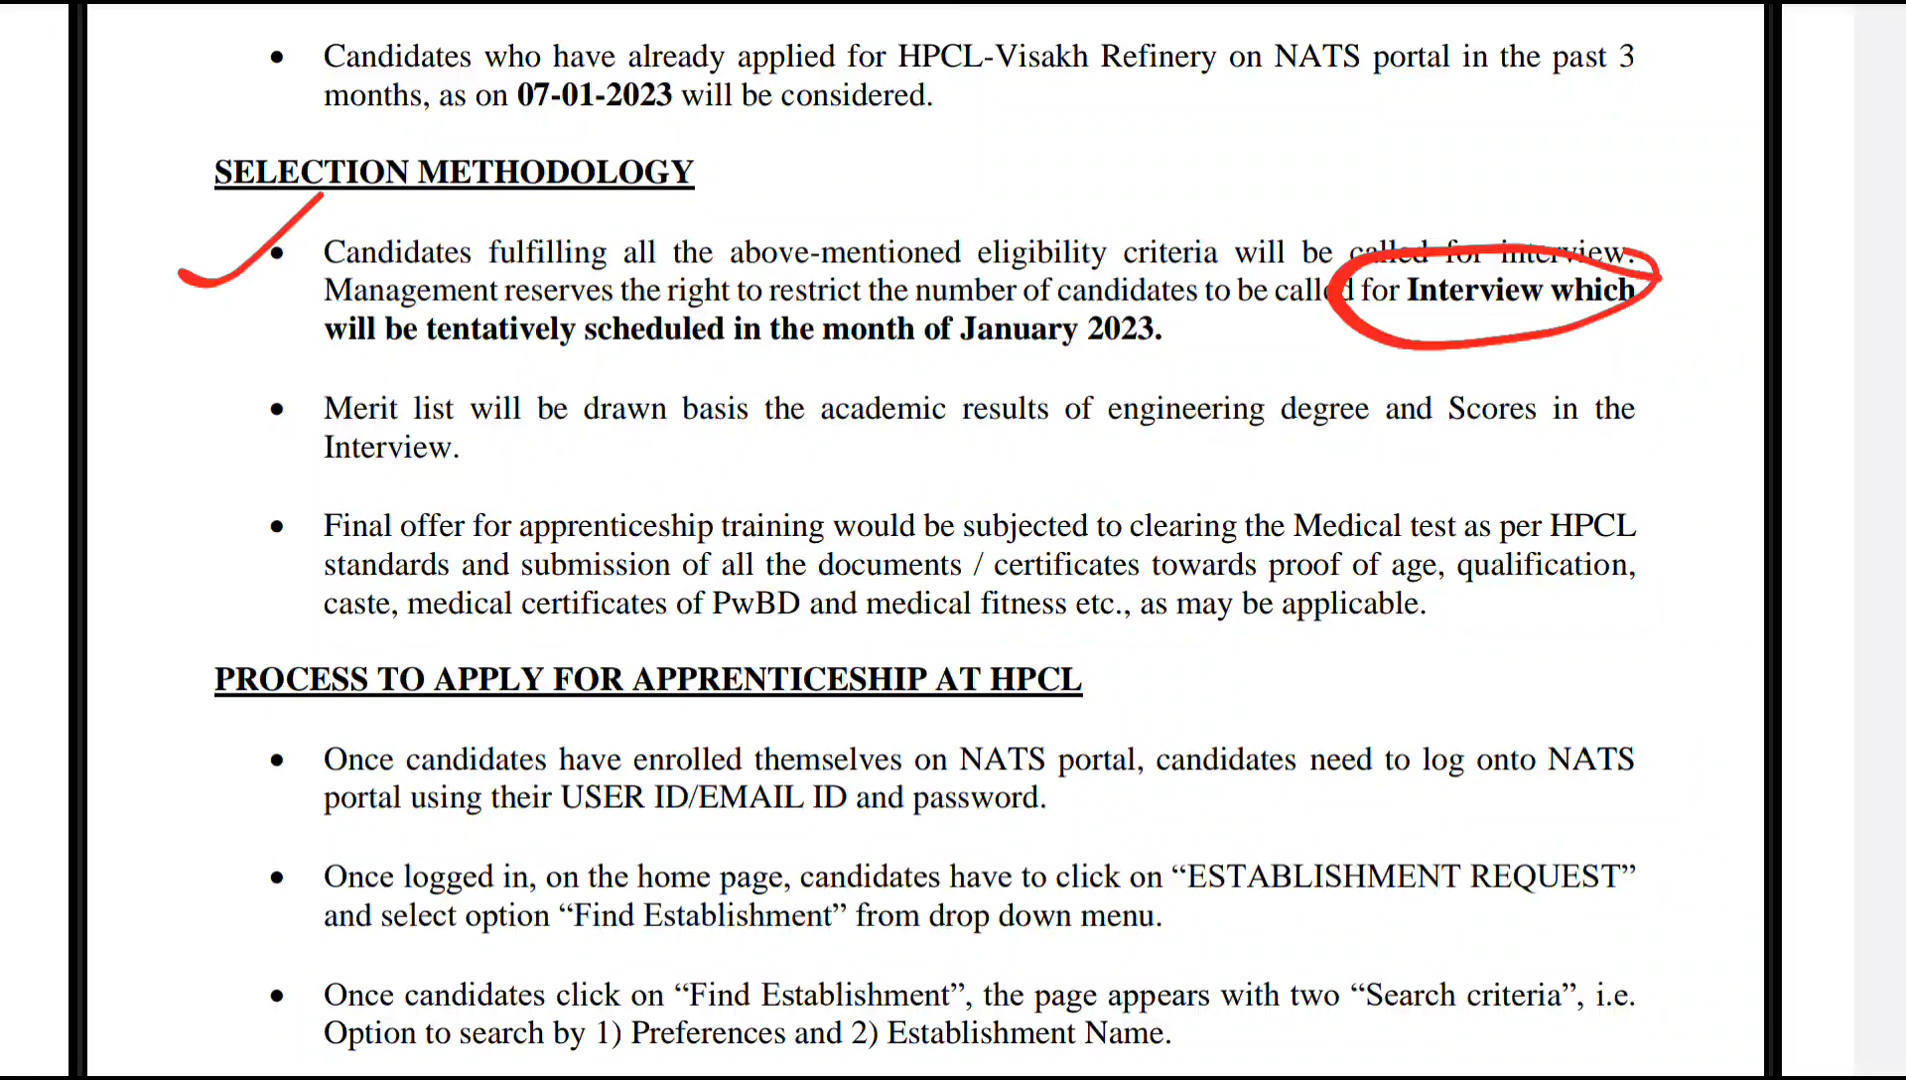 • Candidates who have already applied for HPCL-Visakh Refinery on NATS portal in the past 3
months, as on 07-01-2023 will be considered.
SELECTION METHODOLOGY
• Candidates fulfilling all the above-mentioned eligibility criteria will be called for interview.
Management reserves the right to restrict the number of candidates to be called for Interview which
will be tentatively scheduled in the month of January 2023.
• Merit list will be drawn basis the academic results of engineering degree and Scores in the
Interview.
• Final offer for apprenticeship training would be subjected to clearing the Medical test as per HPCL
standards and submission of all the documents / certificates towards proof of age, qualification,
caste, medical certificates of PwBD and medical fitness etc., as may be applicable.
PROCESS TO APPLY FOR APPRENTICESHIP AT HPCL
• Once candidates have enrolled themselves on NATS portal, candidates need to log onto NATS
portal using their USER ID/EMAIL ID and password.
• Once logged in, on the home page, candidates have to click on “ESTABLISHMENT REQUEST”
and select option “Find Establishment” from drop down menu.
• Once candidates click on “Find Establishment”, the page appears with two “Search criteria”, i.e.
Option to search by 1) Preferences and 2) Establishment Name.